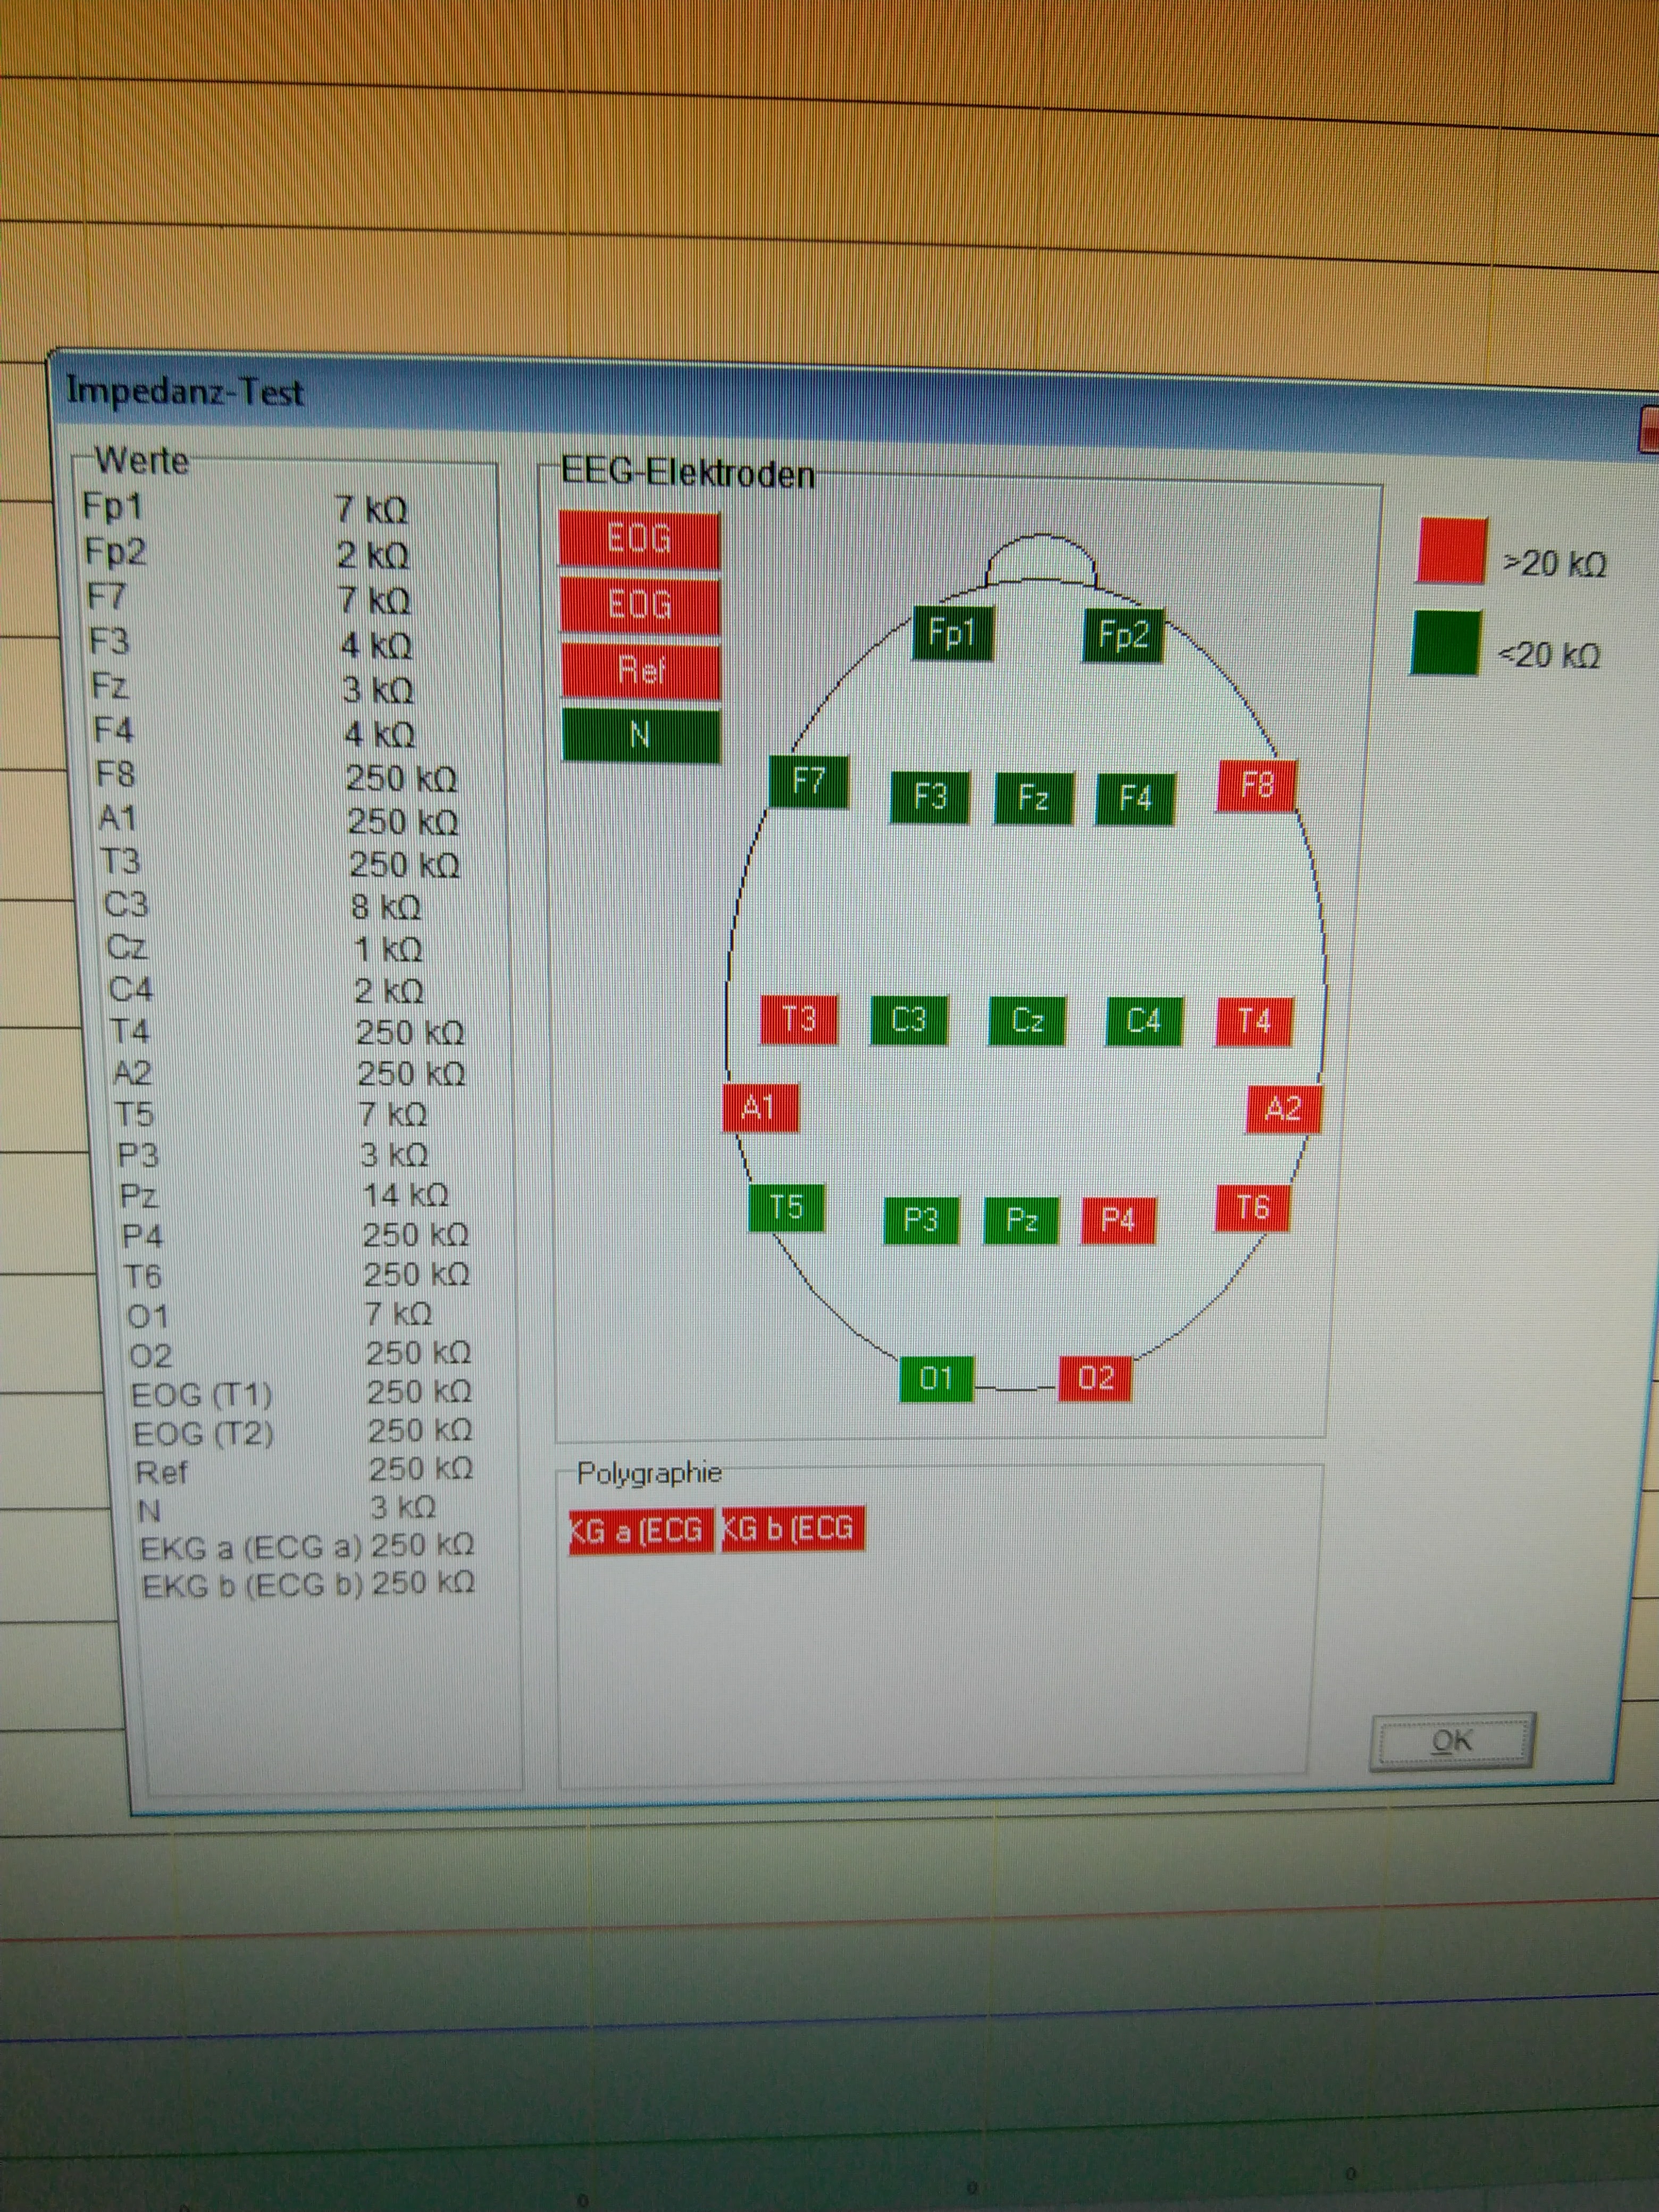 Impedanz-Test
Werte
Fp1 7 kΩ
Fp2 2 kΩ
F7 7 kΩ
F3 4 kΩ
Fz 3 kΩ
F4 4 kΩ
F8 250 kΩ
A1 250 kΩ
T3 250 kΩ
C3 8 kΩ
Cz 1 kΩ
C4 2 kΩ
T4 250 kΩ
A2 250 kΩ
T5 7 kΩ
P3 3 kΩ
Pz 14 kΩ
P4 250 kΩ
T6 250 kΩ
O1 7 kΩ
O2 250 kΩ
EOG (T1) 250 kΩ
EOG (T2) 250 kΩ
Ref 250 kΩ
N 3 kΩ
EKG a (ECG a) 250 kΩ
EKG b (ECG b) 250 kΩ
EEG-Elektroden
EOG
EOG
Ref
N
Fp1 Fp2
F7 F3 Fz F4 F8
T3 C3 Cz C4 T4
A1 A2
T5 P3 Pz P4 T6
O1 O2
>20 kΩ
<20 kΩ
Polygraphie
KG a (ECG KG b (ECG
OK
0 0 0 0